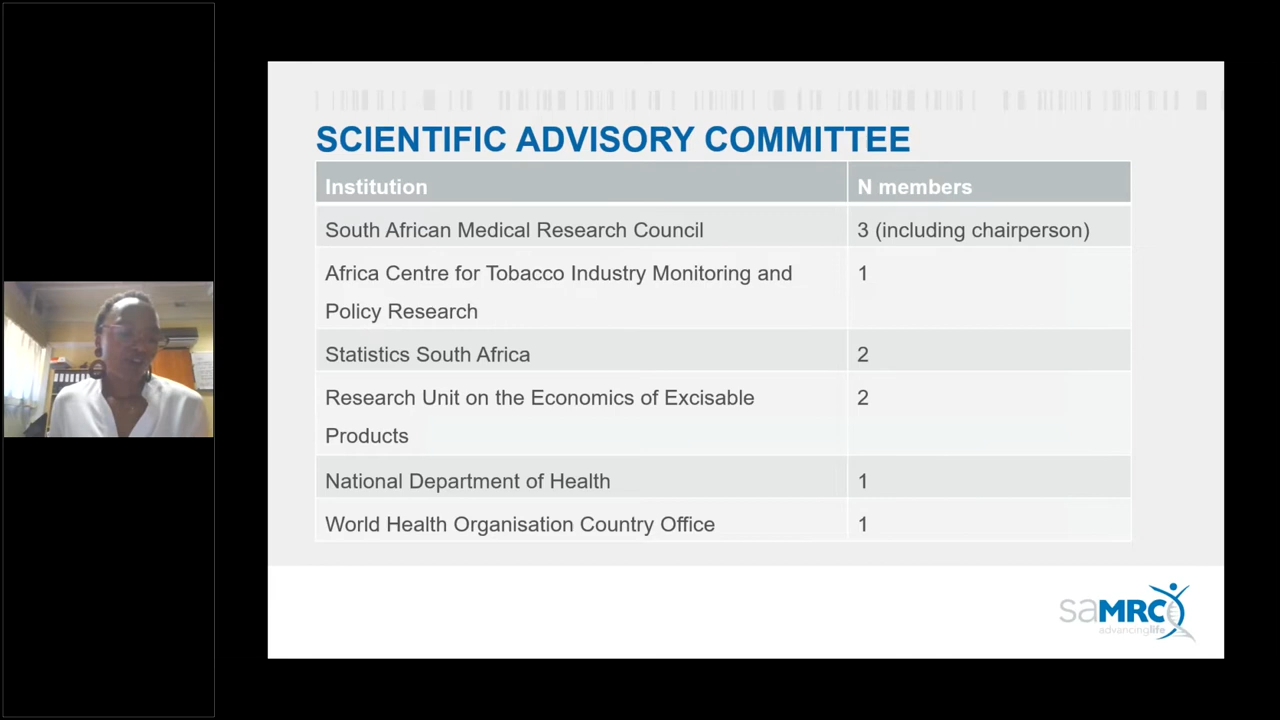 SCIENTIFIC ADVISORY COMMITTEE
Institution N members
South African Medical Research Council 3 (including chairperson)
Africa Centre for Tobacco Industry Monitoring and 1
Policy Research
Statistics South Africa 2
Research Unit on the Economics of Excisable 2
Products
National Department of Health 1
World Health Organisation Country Office 1
saMRC
advancinglife